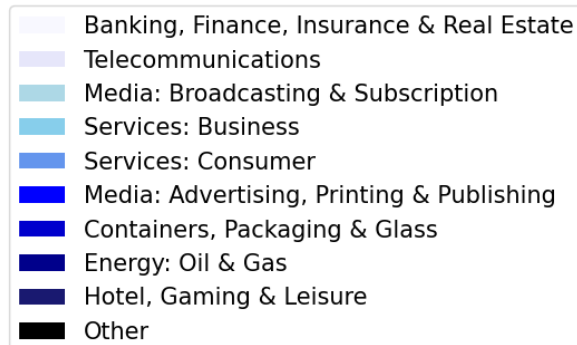 Banking, Finance, Insurance & Real Estate
Telecommunications
Media: Broadcasting & Subscription
Services: Business
Services: Consumer
Media: Advertising, Printing & Publishing
Containers, Packaging & Glass
Energy: Oil & Gas
Hotel, Gaming & Leisure
Other